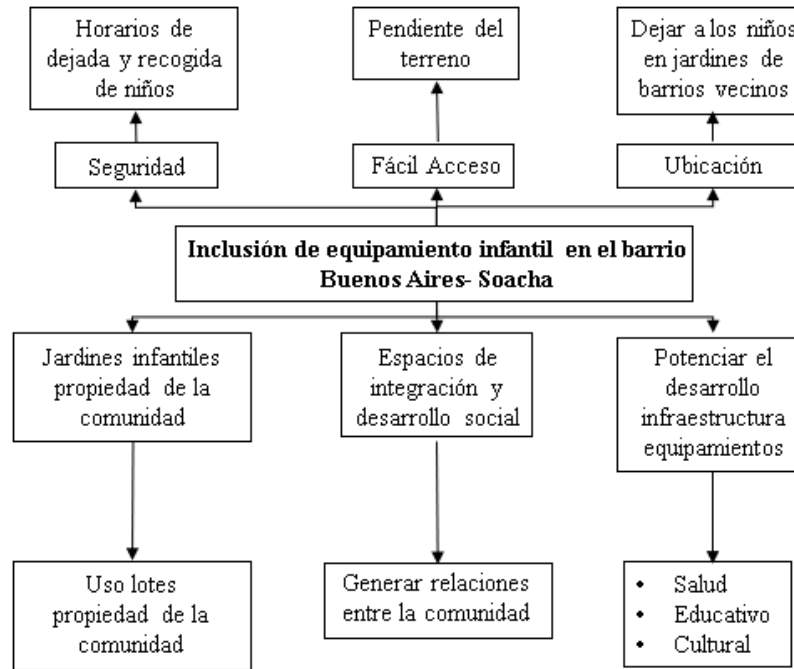 Horarios de
dejada y recogida
de niños
Pendiente del
terreno
Dejar a los niños
en jardines de
barrios vecinos
Seguridad
Fácil Acceso
Ubicación
Inclusión de equipamiento infantil en el barrio
Buenos Aires- Soacha
Jardines infantiles
propiedad de la
comunidad
Espacios de
integración y
desarrollo social
Potenciar el
desarrollo
infraestructura
equipamientos
Uso lotes
propiedad de la
comunidad
Generar relaciones
entre la comunidad
• Salud
• Educativo
• Cultural